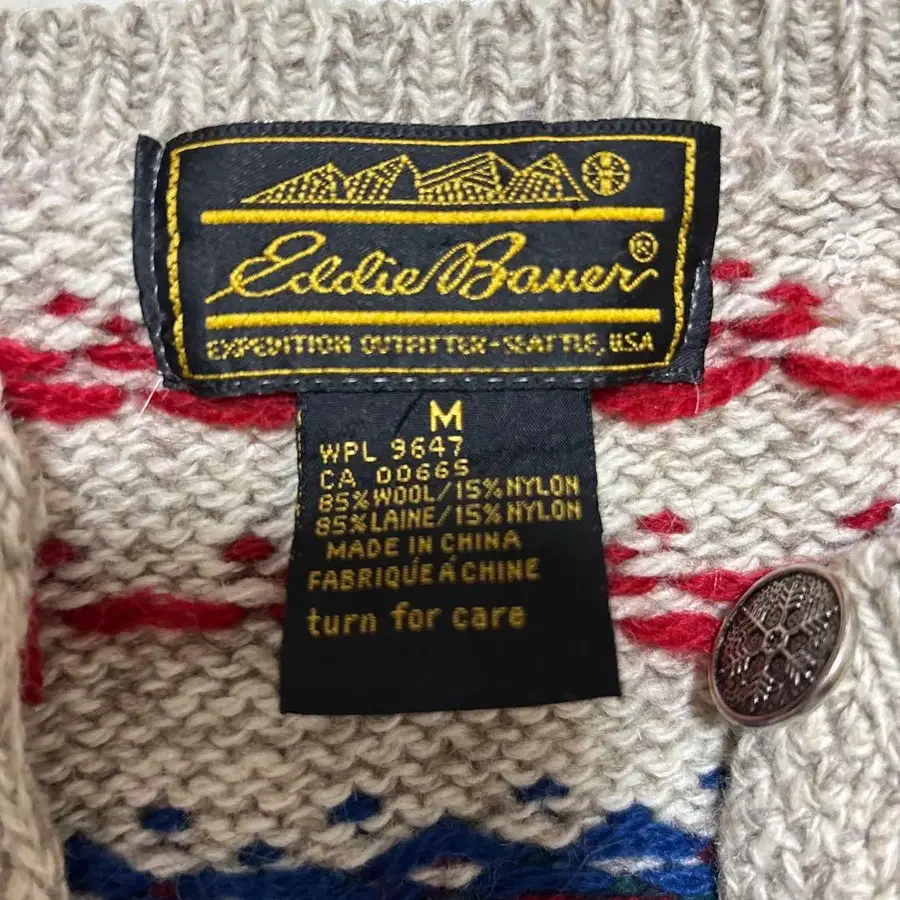 Eddie Bauer®
EXPEDITION OUTFITTER-SEATTLE, USA
M
WPL 9647
CA 00665
85% WOOL/15% NYLON
85% LAINE/15% NYLON
MADE IN CHINA
FABRIQUÉ A CHINE
turn for care